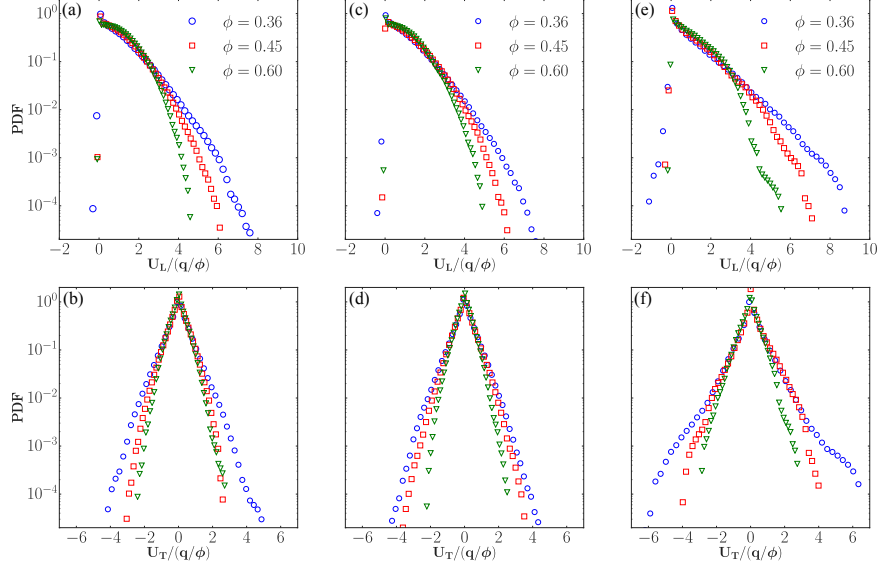 (a)
ϕ = 0.36
ϕ = 0.45
ϕ = 0.60
PDF
10⁰
10⁻¹
10⁻²
10⁻³
10⁻⁴
−2 0 2 4 6 8 10
U_L/(q/ϕ)
(c)
ϕ = 0.36
ϕ = 0.45
ϕ = 0.60
−2 0 2 4 6 8 10
U_L/(q/ϕ)
(e)
ϕ = 0.36
ϕ = 0.45
ϕ = 0.60
−2 0 2 4 6 8 10
U_L/(q/ϕ)
(b)
PDF
10⁰
10⁻¹
10⁻²
10⁻³
10⁻⁴
−6 −4 −2 0 2 4 6
U_T/(q/ϕ)
(d)
−6 −4 −2 0 2 4 6
U_T/(q/ϕ)
(f)
−6 −4 −2 0 2 4 6
U_T/(q/ϕ)